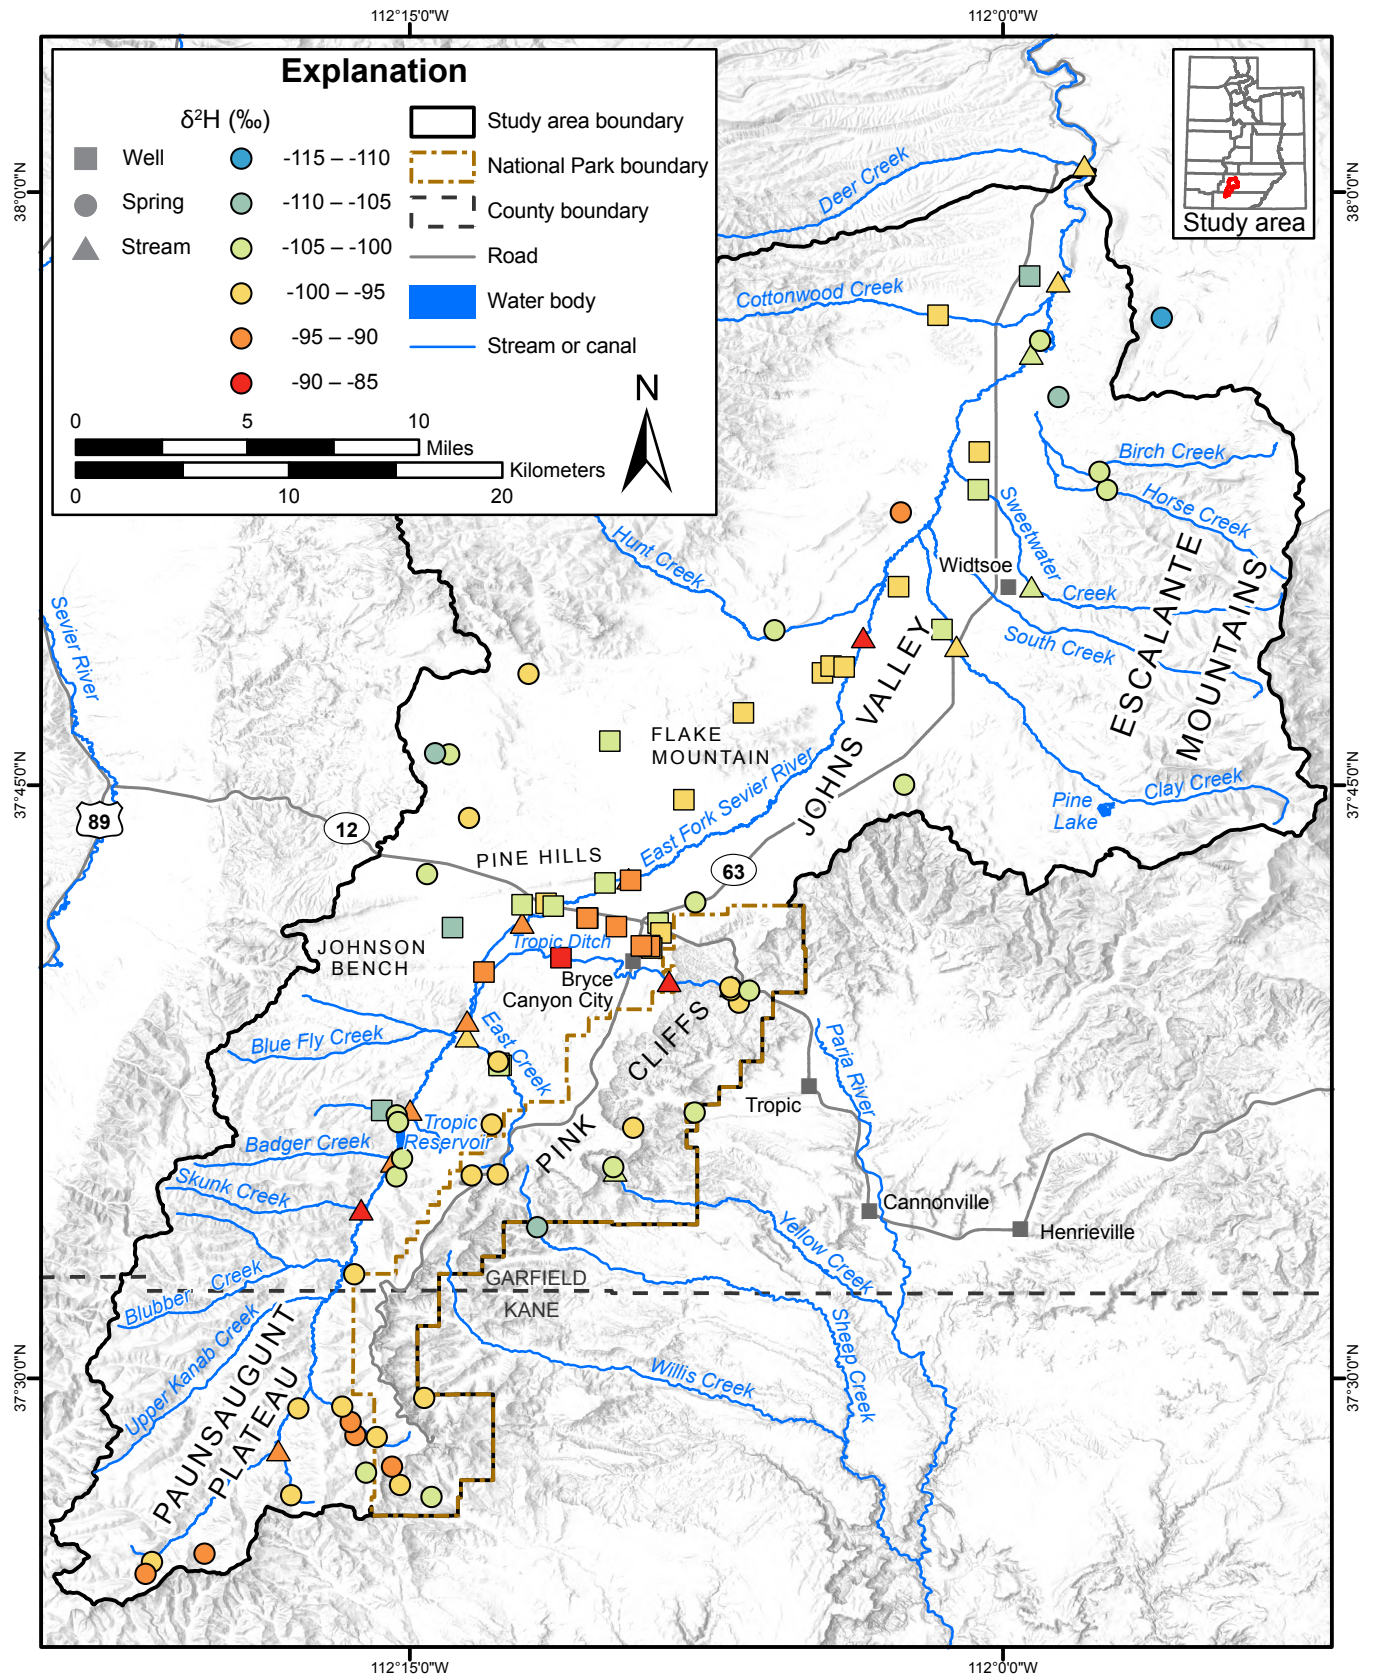 112°15'0"W
112°0'0"W
Explanation
δ²H (‰)
Well
Spring
Stream
-115 – -110
-110 – -105
-105 – -100
-100 – -95
-95 – -90
-90 – -85
Study area boundary
National Park boundary
County boundary
Road
Water body
Stream or canal
0 5 10
Miles
Kilometers
0 10 20
N
Study area
38°0'0"N
38°0'0"N
Deer Creek
Cottonwood Creek
Birch Creek
Horse Creek
Sweetwater
Creek
Hunt Creek
Widtsoe
South Creek
ESCALANTE
MOUNTAINS
Sevier River
JOHNS VALLEY
FLAKE
MOUNTAIN
East Fork Sevier River
37°45'0"N
37°45'0"N
Clay Creek
Pine
Lake
89
12
63
PINE HILLS
JOHNSON
BENCH
Tropic Ditch
Bryce
Canyon City
Blue Fly Creek
East Creek
CLIFFS
PINK
Paria River
Tropic
Tropic
Reservoir
Badger Creek
Skunk Creek
Cannonville
Henrieville
Yellow Creek
Blubber Creek
GARFIELD
KANE
Upper Kanab Creek
Sheep Creek
Willis Creek
PAUNSAUGUNT
PLATEAU
37°30'0"N
37°30'0"N
112°15'0"W
112°0'0"W